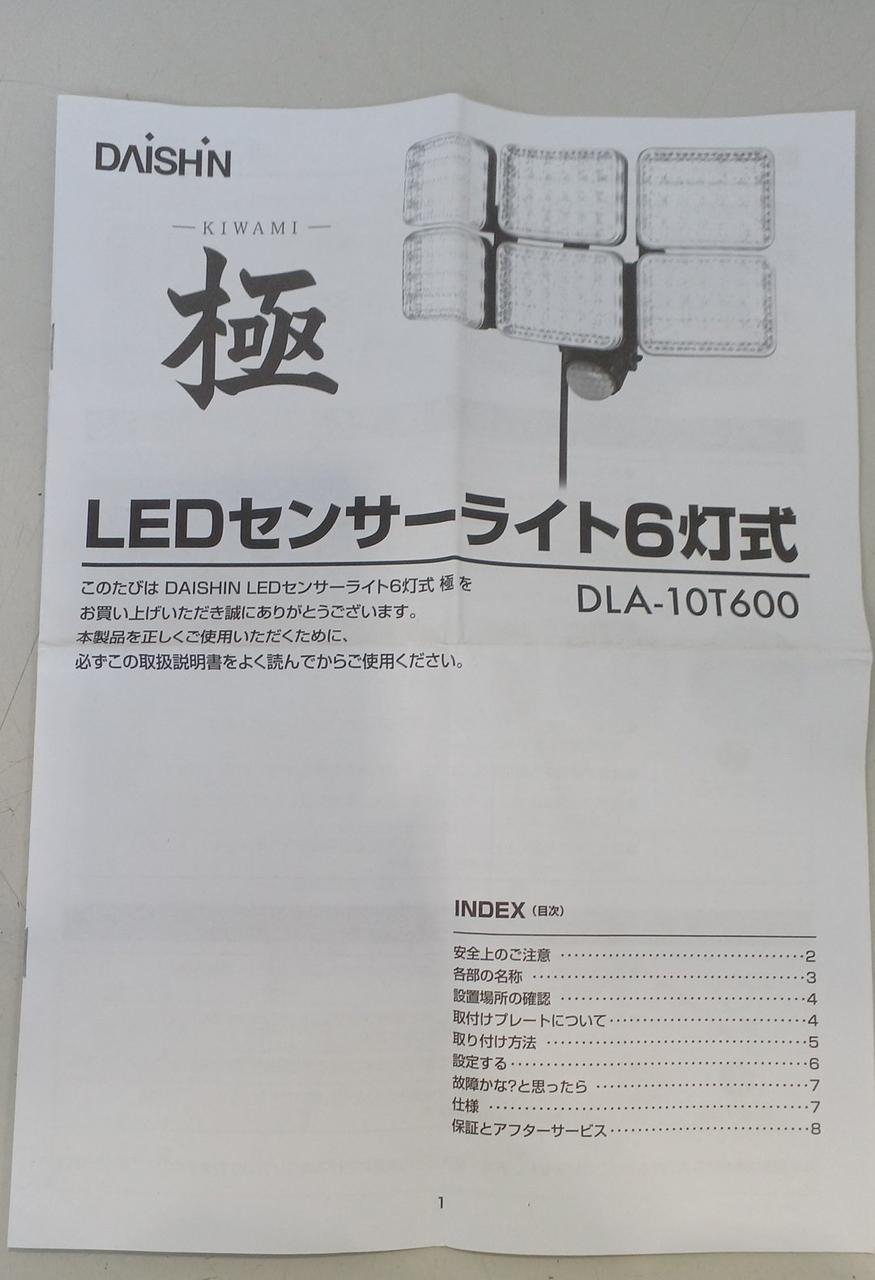 DAISHIN
KIWAMI
極
LEDセンサーライト6灯式
DLA-10T600
このたびは DAISHIN LEDセンサーライト6灯式 極 を
お買い上げいただき誠にありがとうございます。
本製品を正しくご使用いただくために、
必ずこの取扱説明書をよく読んでからご使用ください。
INDEX（目次）
安全上のご注意 ……………………………… 2
各部の名称 ……………………………… 3
設置場所の確認 ……………………………… 4
取付けプレートについて ……………………………… 4
取り付け方法 ……………………………… 5
設定する ……………………………… 6
故障かな?と思ったら ……………………………… 7
仕様 ……………………………… 7
保証とアフターサービス ……………………………… 8
1